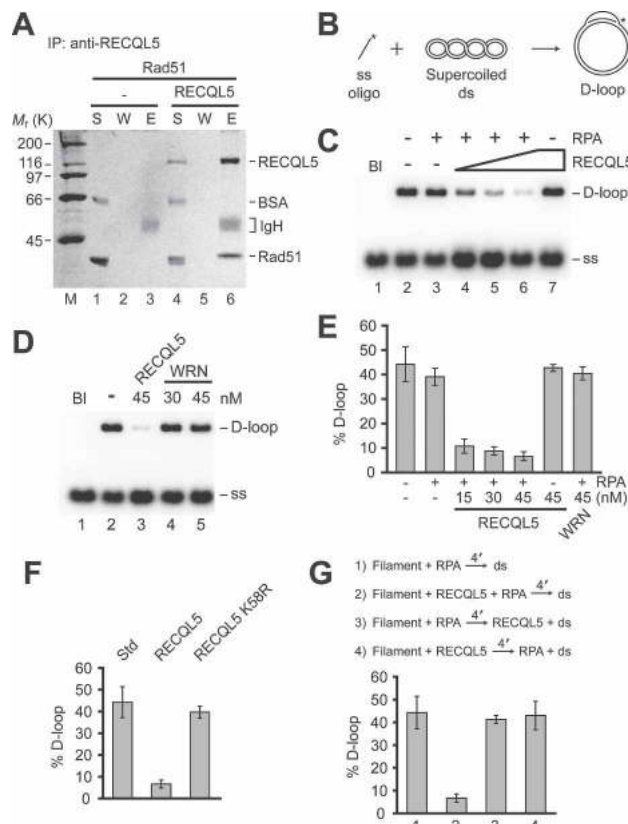 A
IP: anti-RECQL5
Rad51
- RECQL5
Mr (K) S W E S W E
200
116
97
66
45
RECQL5
BSA
IgH
Rad51
M 1 2 3 4 5 6
B
ss oligo
+
Supercoiled ds
D-loop
C
BI - + + + + - RPA
- - RECQL5
D-loop
ss
1 2 3 4 5 6 7
D
RECQL5 WRN
BI - 45 30 45 nM
D-loop
ss
1 2 3 4 5
E
% D-loop
60
50
40
30
20
10
0
- + + + + - + RPA
- - 15 30 45 45 45 (nM)
RECQL5 WRN
F
Std RECQL5 RECQL5 K58R
% D-loop
60
50
40
30
20
10
0
G
1) Filament + RPA 4′ → ds
2) Filament + RECQL5 + RPA 4′ → ds
3) Filament + RPA 4′ → RECQL5 + ds
4) Filament + RECQL5 4′ → RPA + ds
% D-loop
60
50
40
30
20
10
0
1 2 3 4